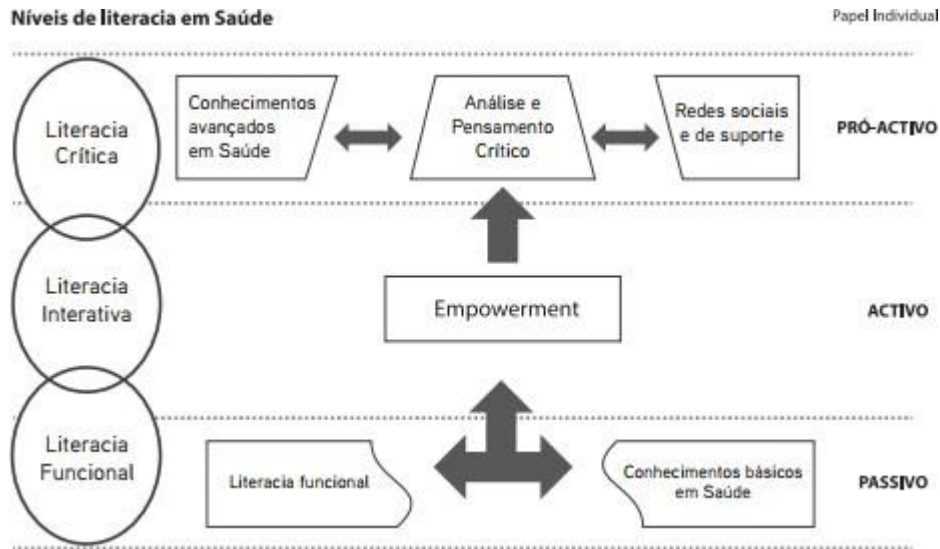 Níveis de literacia em Saúde
Papel Individual
Literacia
Crítica
Conhecimentos
avançados
em Saúde
Análise e
Pensamento
Crítico
Redes sociais
e de suporte
PRÓ-ACTIVO
Literacia
Interativa
Empowerment
ACTIVO
Literacia
Funcional
Literacia funcional
Conhecimentos básicos
em Saúde
PASSIVO